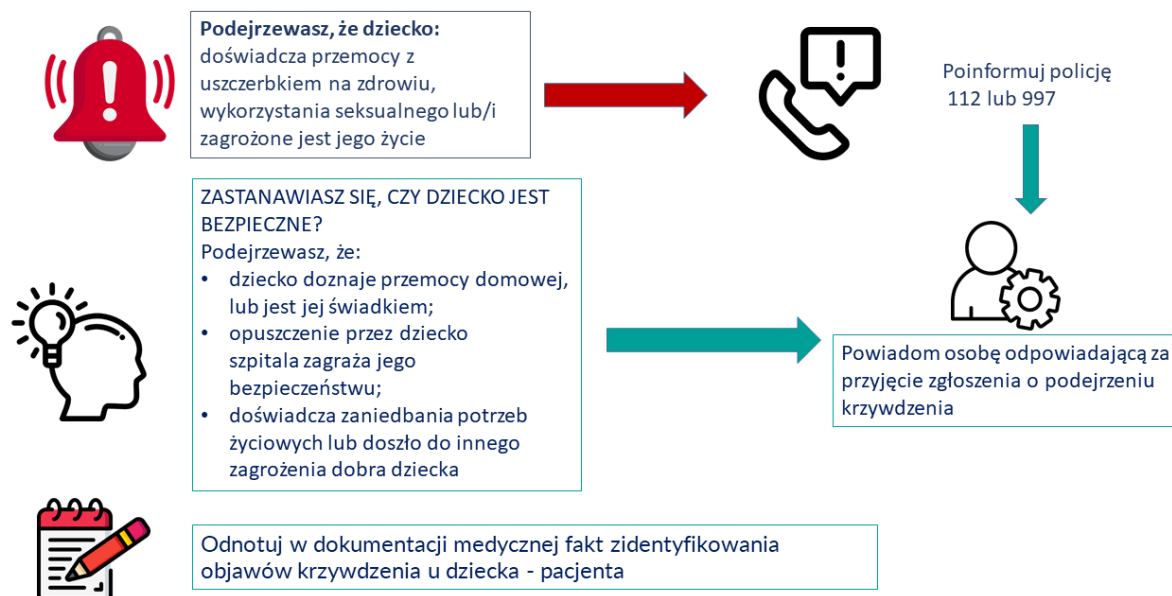 Podejrzewasz, że dziecko:
doświadcza przemocy z
uszczerbkiem na zdrowiu,
wykorzystania seksualnego lub/i
zagrożone jest jego życie
Poinformuj policję
112 lub 997
ZASTANAWIASZ SIĘ, CZY DZIECKO JEST
BEZPIECZNE?
Podejrzewasz, że:
• dziecko doznaje przemocy domowej,
lub jest jej świadkiem;
• opuszczenie przez dziecko
szpitala zagraża jego
bezpieczeństwu;
• doświadcza zaniedbania potrzeb
życiowych lub doszło do innego
zagrożenia dobra dziecka
Powiadom osobę odpowiadającą za
przyjęcie zgłoszenia o podejrzeniu
krzywdzenia
Odnotuj w dokumentacji medycznej fakt zidentyfikowania
objawów krzywdzenia u dziecka - pacjenta